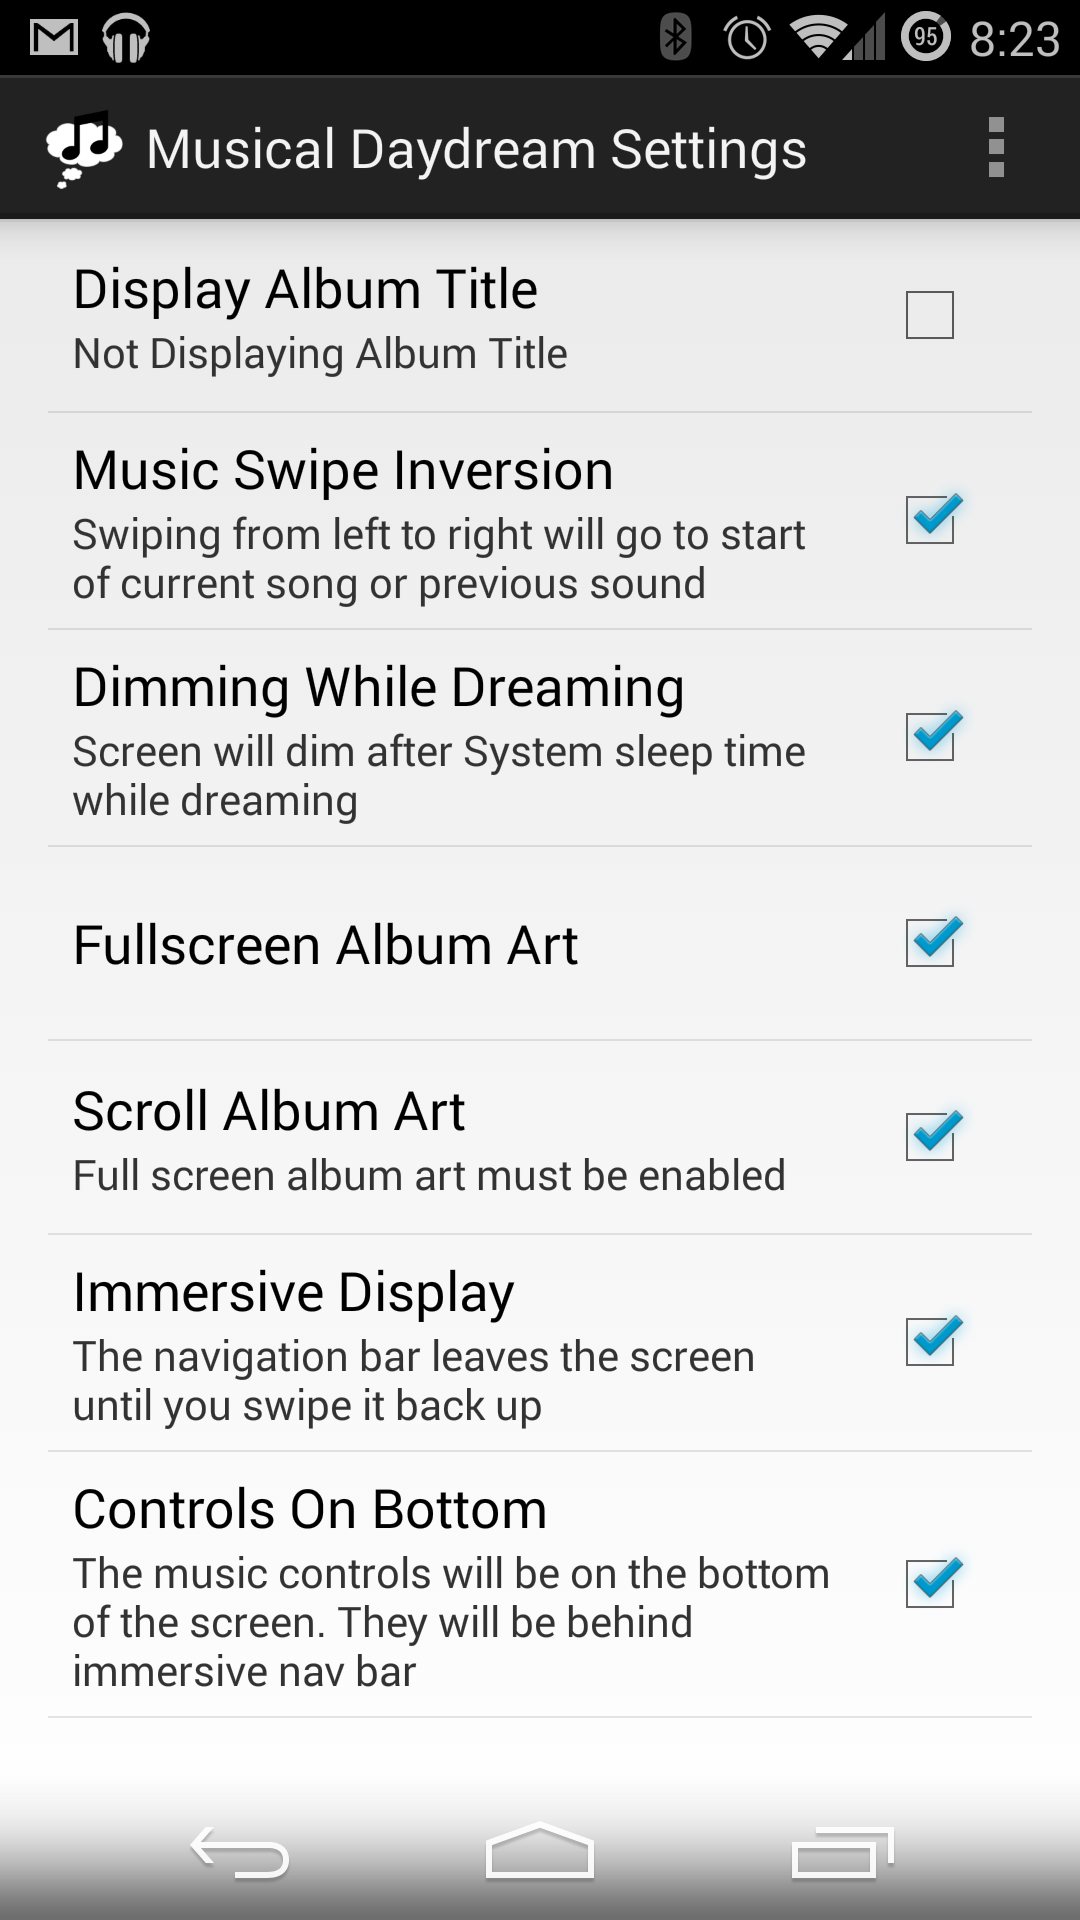 95 8:23
Musical Daydream Settings
Display Album Title
Not Displaying Album Title
Music Swipe Inversion
Swiping from left to right will go to start
of current song or previous sound
Dimming While Dreaming
Screen will dim after System sleep time
while dreaming
Fullscreen Album Art
Scroll Album Art
Full screen album art must be enabled
Immersive Display
The navigation bar leaves the screen
until you swipe it back up
Controls On Bottom
The music controls will be on the bottom
of the screen. They will be behind
immersive nav bar